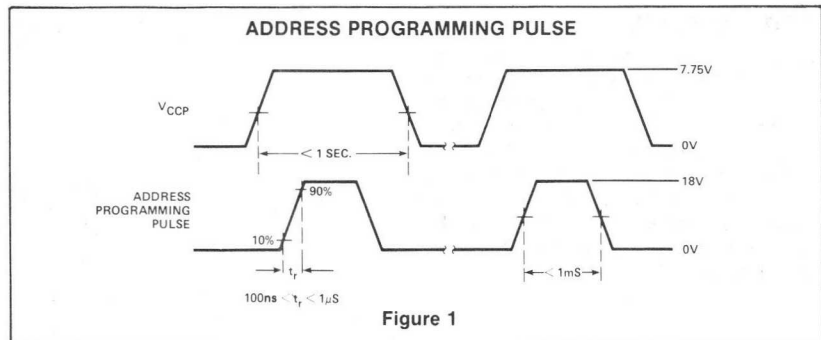 ADDRESS PROGRAMMING PULSE
7.75V
VCCP
0V
< 1 SEC.
18V
ADDRESS
PROGRAMMING
PULSE
90%
10%
0V
tr
< 1mS
100ns < tr < 1µS
Figure 1